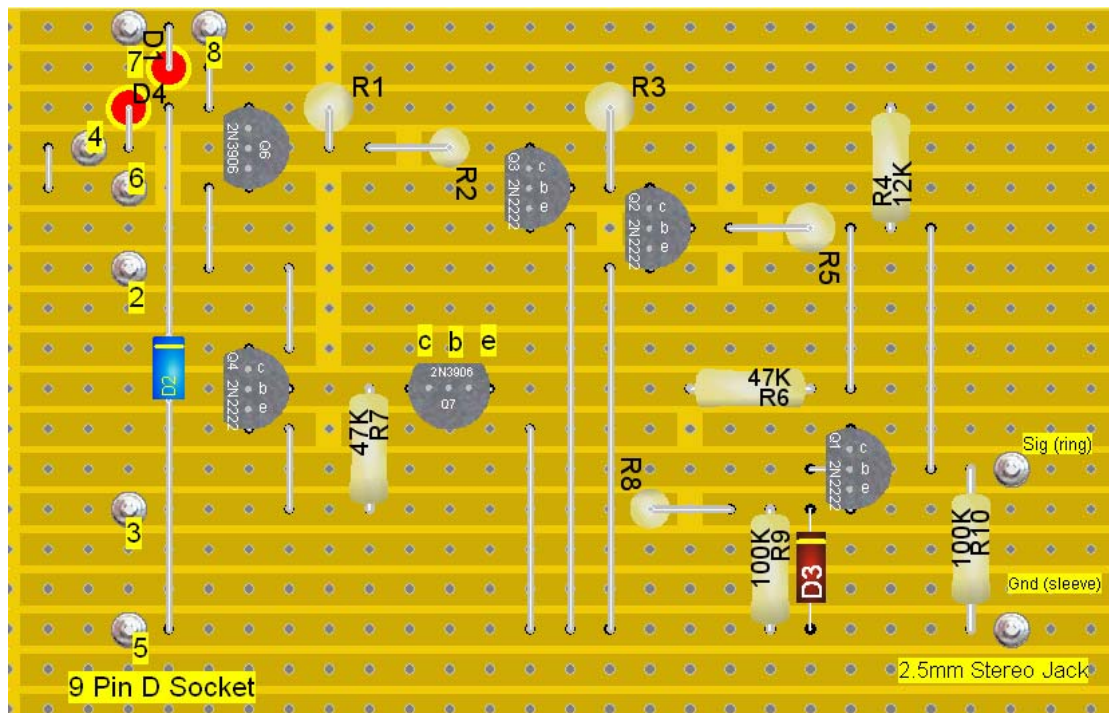 D1
7
8
D4
R1
R3
4
2N3906
Q6
6
R2
Q3
c
b
e
2N2222
Q2
c
b
e
2N2222
R4
12K
R5
2
c b e
D2
Q4
c
b
e
2N2222
2N3906
Q7
47K
R7
47K
R6
Q1
c
b
e
2N2222
Sig (ring)
R8
3
100K
R9
D3
100K
R10
Gnd (sleeve)
5
9 Pin D Socket
2.5mm Stereo Jack